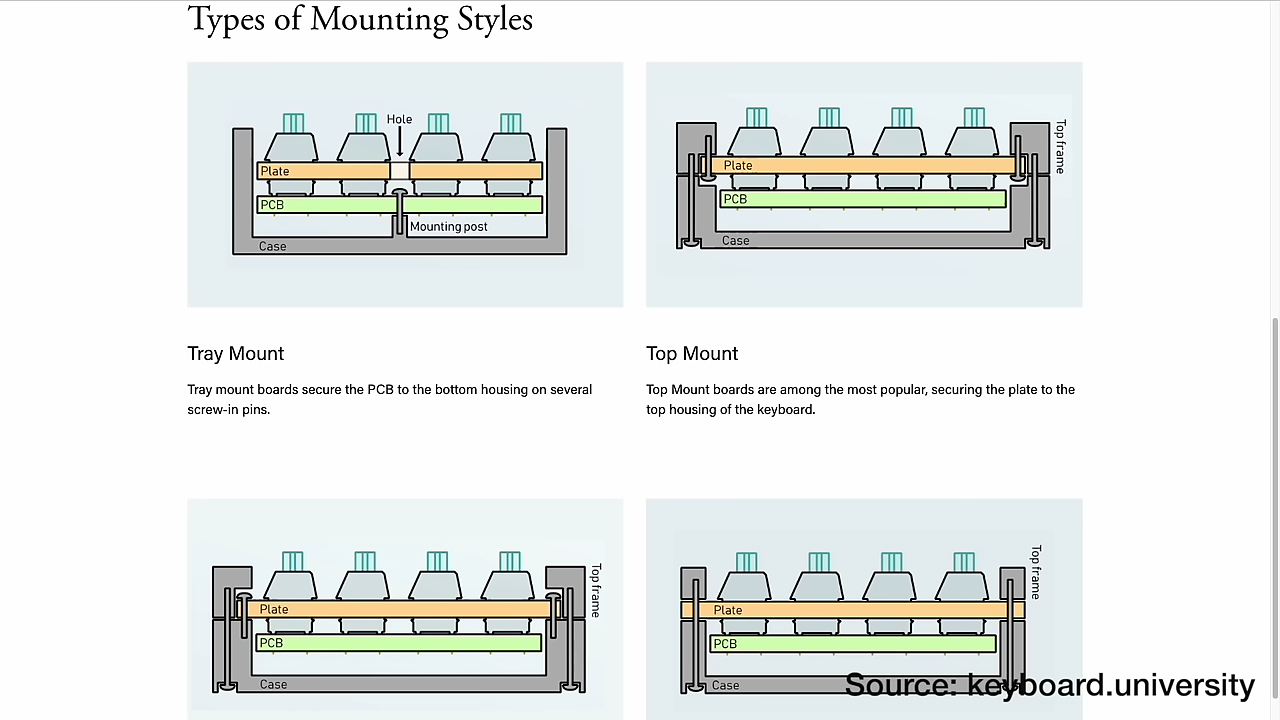 Types of Mounting Styles
Hole
Plate
PCB
Mounting post
Case
Top frame
Plate
PCB
Case
Tray Mount
Tray mount boards secure the PCB to the bottom housing on several
screw-in pins.
Top Mount
Top Mount boards are among the most popular, securing the plate to the
top housing of the keyboard.
Top frame
Plate
PCB
Case
Top frame
Plate
PCB
Case
Source: keyboard.university